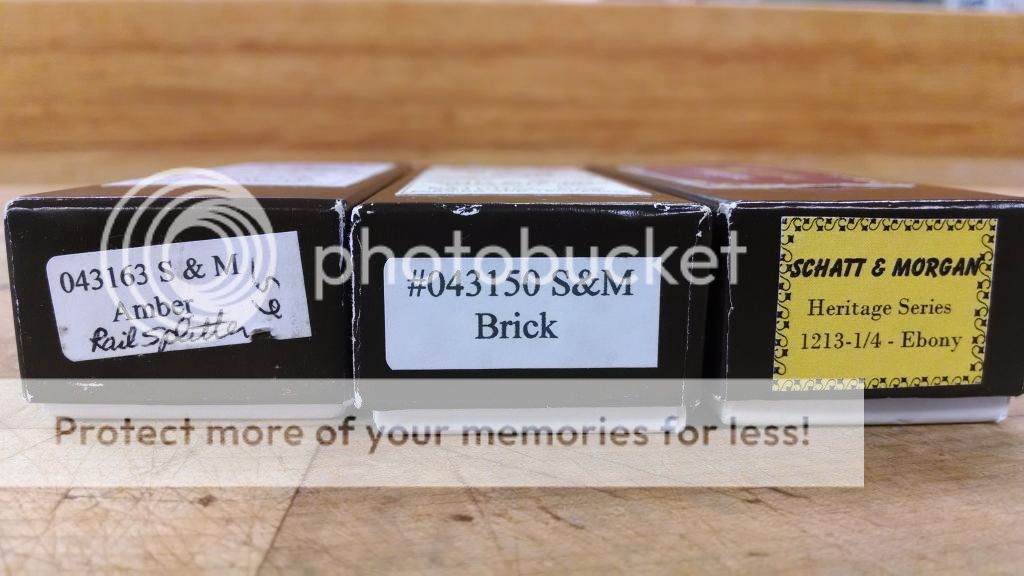 043163 S & M
Amber
Rail Splitter
#043150 S&M
Brick
SCHATT & MORGAN
Heritage Series
1213-1/4 - Ebony
photobucket
Protect more of your memories for less!